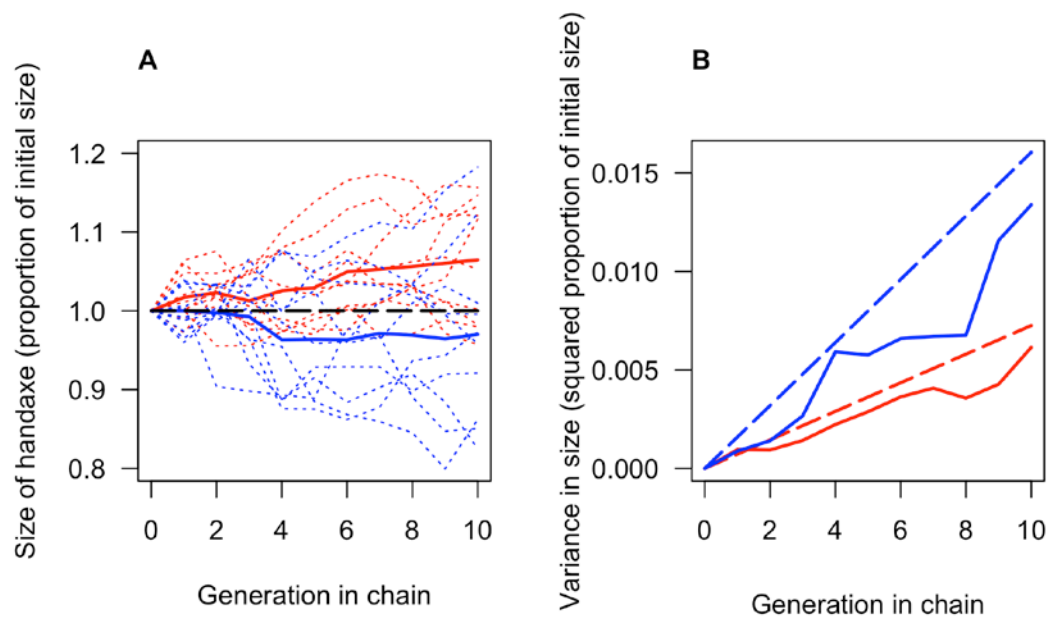 A
Size of handaxe (proportion of initial size)
1.2
1.1
1.0
0.9
0.8
0 2 4 6 8 10
Generation in chain
B
Variance in size (squared proportion of initial size)
0.015
0.010
0.005
0.000
0 2 4 6 8 10
Generation in chain